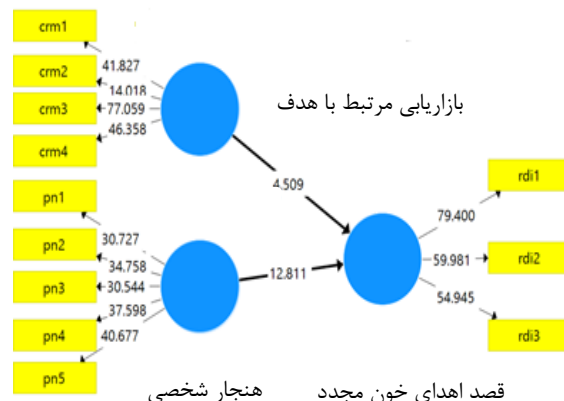 crm1
41.827
crm2
14.018
crm3
77.059
crm4
46.358
بازاریابی مرتبط با هدف
4.509
pn1
30.727
pn2
34.758
pn3
30.544
pn4
37.598
pn5
40.677
12.811
rdi1
79.400
rdi2
59.981
rdi3
54.945
هنجار شخصی
قصد اهدای خون مجدد